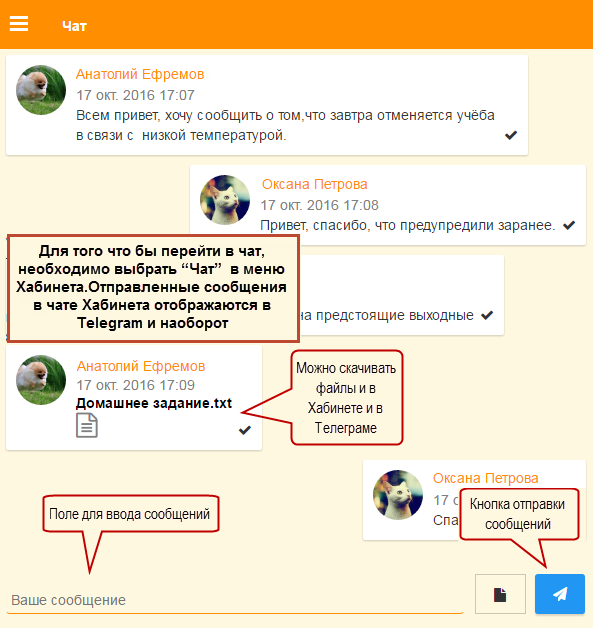 Чат
Анатолий Ефремов
17 окт. 2016 17:07
Всем привет, хочу сообщить о том,что завтра отменяется учёба
в связи с низкой температурой.
Оксана Петрова
17 окт. 2016 17:08
Привет, спасибо, что предупредили заранее.
Для того что бы перейти в чат,
необходимо выбрать “Чат” в меню
Хабинета.Отправленные сообщения
в чате Хабинета отображаются в
Telegram и наоборот
на предстоящие выходные
Анатолий Ефремов
17 окт. 2016 17:09
Домашнее задание.txt
Можно скачивать
файлы и в
Хабинете и в
Телеграме
Оксана Петрова
17 о
Спа
Кнопка отправки
сообщений
Поле для ввода сообщений
Ваше сообщение